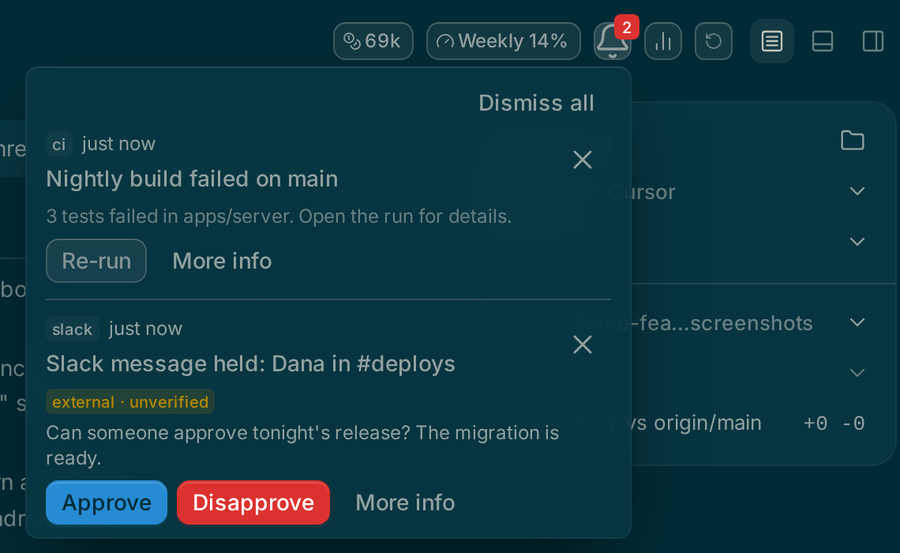 69k
Weekly 14%
2
Dismiss all
ci just now
Nightly build failed on main
3 tests failed in apps/server. Open the run for details.
Re-run More info
slack just now
Slack message held: Dana in #deploys
external · unverified
Can someone approve tonight's release? The migration is
ready.
Approve Disapprove More info
Cursor
-fea...screenshots
vs origin/main +0 -0